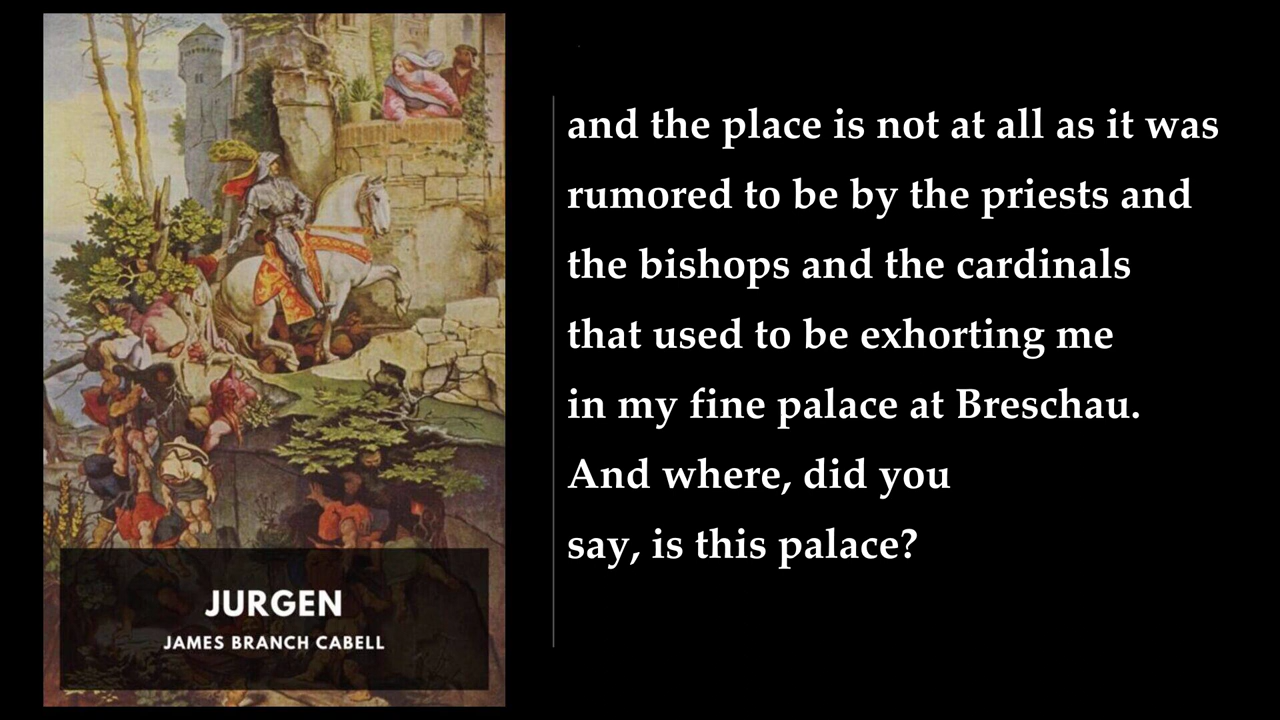 and the place is not at all as it was
rumored to be by the priests and
the bishops and the cardinals
that used to be exhorting me
in my fine palace at Breschau.
And where, did you
say, is this palace?
JURGEN
JAMES BRANCH CABELL